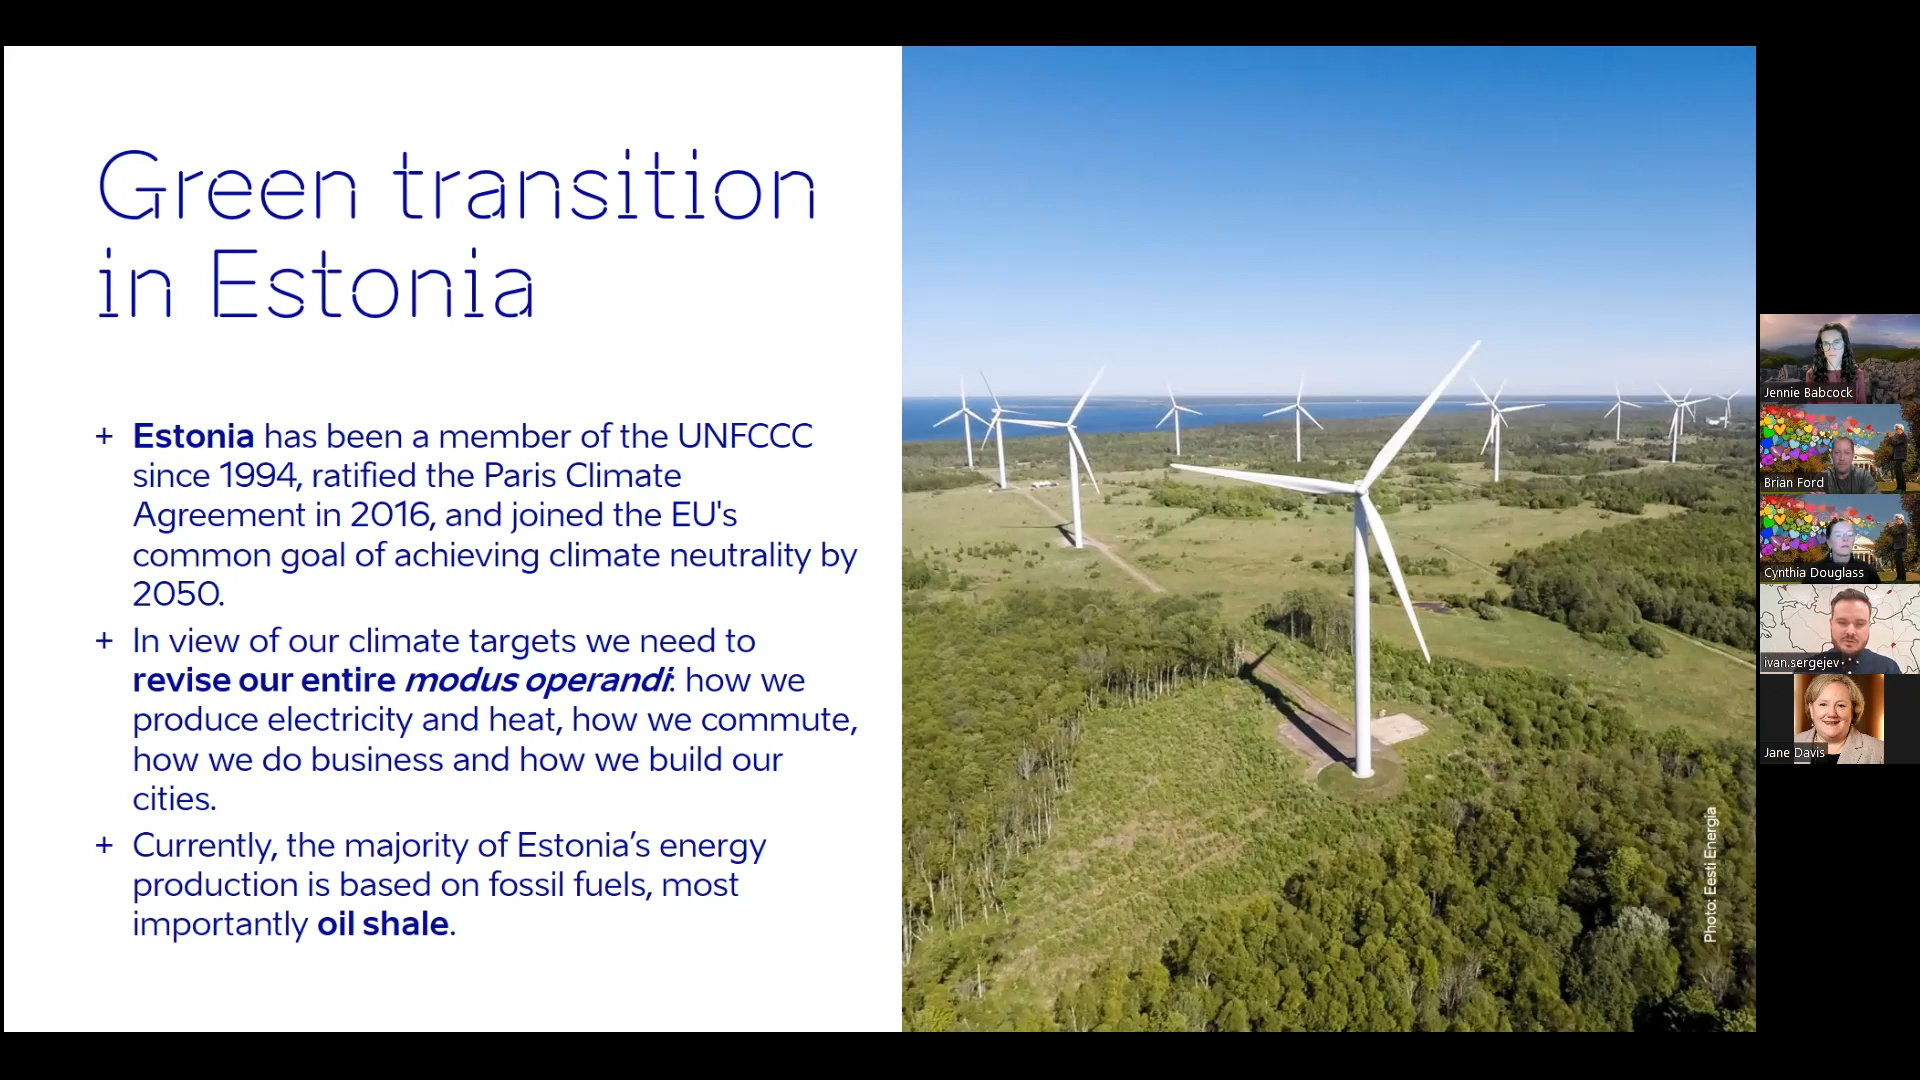 Green transition
in Estonia
+ Estonia has been a member of the UNFCCC
since 1994, ratified the Paris Climate
Agreement in 2016, and joined the EU's
common goal of achieving climate neutrality by
2050.
+ In view of our climate targets we need to
revise our entire modus operandi: how we
produce electricity and heat, how we commute,
how we do business and how we build our
cities.
+ Currently, the majority of Estonia’s energy
production is based on fossil fuels, most
importantly oil shale.
Photo: Eesti Energia
Jennie Babcock
Brian Ford
Cynthia Douglass
ivan.sergejev
Jane Davis